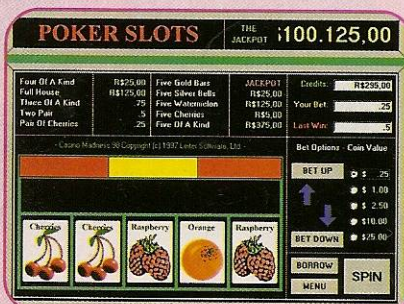 POKER SLOTS
THE JACKPOT
$100.125,00
Four Of A Kind R$25,00
Full House R$125,00
Three Of A Kind .25
Two Pair .5
Pair Of Cherries .25
Five Gold Bars JACKPOT
Five Silver Bells R$25,00
Five Watermelon R$125,00
Five Cherries R$5,00
Five Of A Kind R$375,00
Credits: R$295,00
Your Bet: .25
Last Win: .5
- Casino Madness 98 Copyright (c) 1997 Leiter Software, Ltd -
Bet Options - Coin Value
BET UP
$ .25
$ 1.00
$ 2.50
$10.00
$25.00
BET DOWN
Cherries Cherries Raspberry Orange Raspberry
BORROW
MENU
SPIN